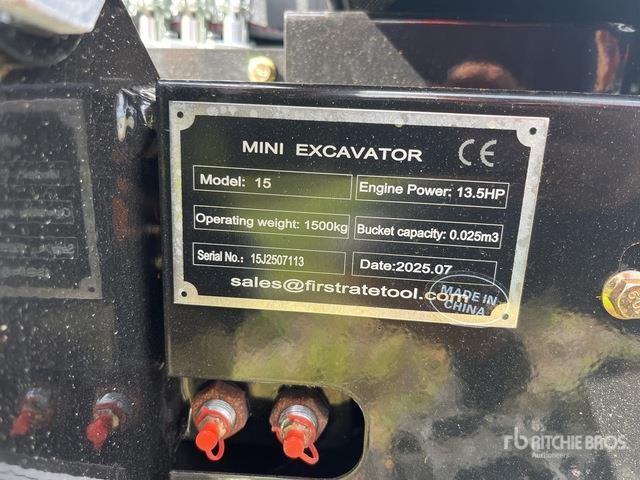 MINI EXCAVATOR CE
Model: 15
Engine Power: 13.5HP
Operating weight: 1500kg
Bucket capacity: 0.025m3
Serial No.: 15J2507113
Date:2025.07
sales@firstratetool.com
MADE IN
CHINA
rb RITCHIE BROS.
Auctioneers